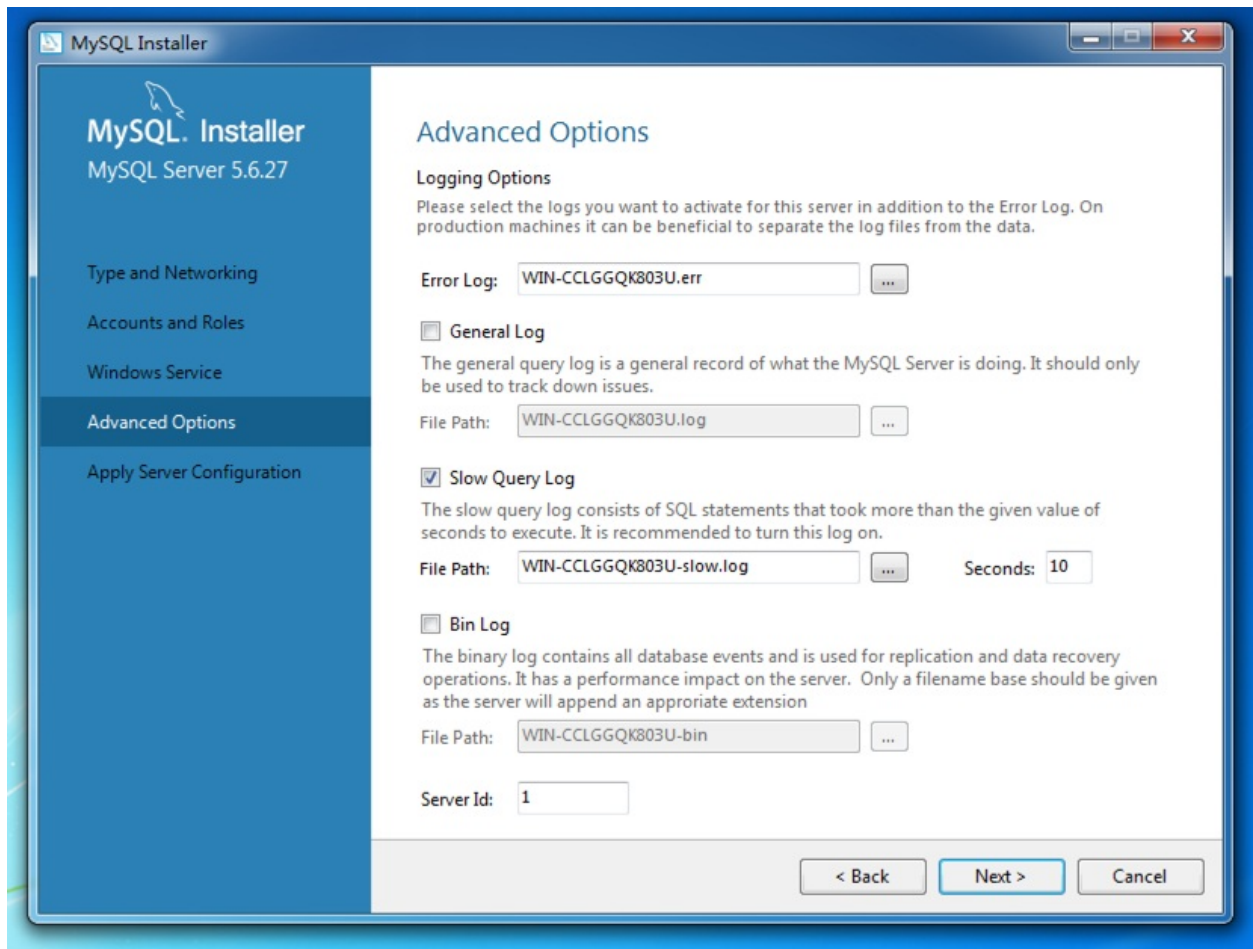 MySQL Installer
MySQL. Installer
MySQL Server 5.6.27
Type and Networking
Accounts and Roles
Windows Service
Advanced Options
Apply Server Configuration
Advanced Options
Logging Options
Please select the logs you want to activate for this server in addition to the Error Log. On
production machines it can be beneficial to separate the log files from the data.
Error Log: WIN-CCLGGQK803U.err ...
General Log
The general query log is a general record of what the MySQL Server is doing. It should only
be used to track down issues.
File Path: WIN-CCLGGQK803U.log ...
Slow Query Log
The slow query log consists of SQL statements that took more than the given value of
seconds to execute. It is recommended to turn this log on.
File Path: WIN-CCLGGQK803U-slow.log ... Seconds: 10
Bin Log
The binary log contains all database events and is used for replication and data recovery
operations. It has a performance impact on the server.  Only a filename base should be given
as the server will append an approriate extension
File Path: WIN-CCLGGQK803U-bin ...
Server Id: 1
< Back Next > Cancel